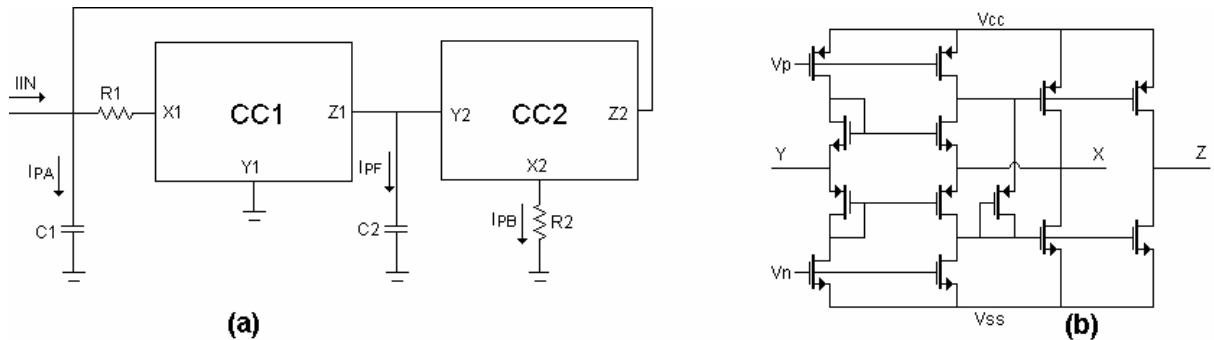 IIN
R1
X1
CC1
Z1
Y1
IPA
C1
IPF
C2
Y2
CC2
Z2
X2
IPB
R2
(a)
Vcc
Vp
Y
X
Z
Vn
Vss
(b)